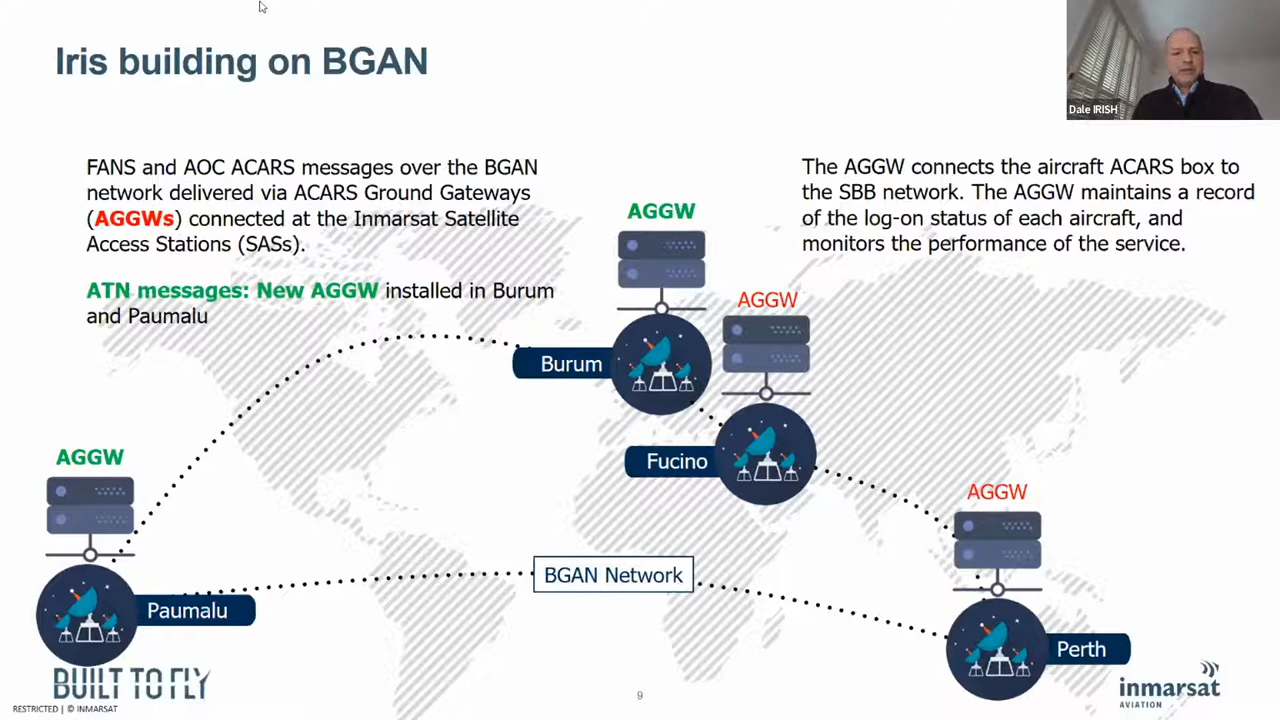 Iris building on BGAN
Dale IRISH
FANS and AOC ACARS messages over the BGAN
network delivered via ACARS Ground Gateways
(AGGWs) connected at the Inmarsat Satellite
Access Stations (SASs).
ATN messages: New AGGW installed in Burum
and Paumalu
The AGGW connects the aircraft ACARS box to
the SBB network. The AGGW maintains a record
of the log-on status of each aircraft, and
monitors the performance of the service.
AGGW
AGGW
Burum
Fucino
AGGW
AGGW
BGAN Network
Paumalu
Perth
BUILT TO FLY
inmarsat
AVIATION
RESTRICTED | © INMARSAT
9